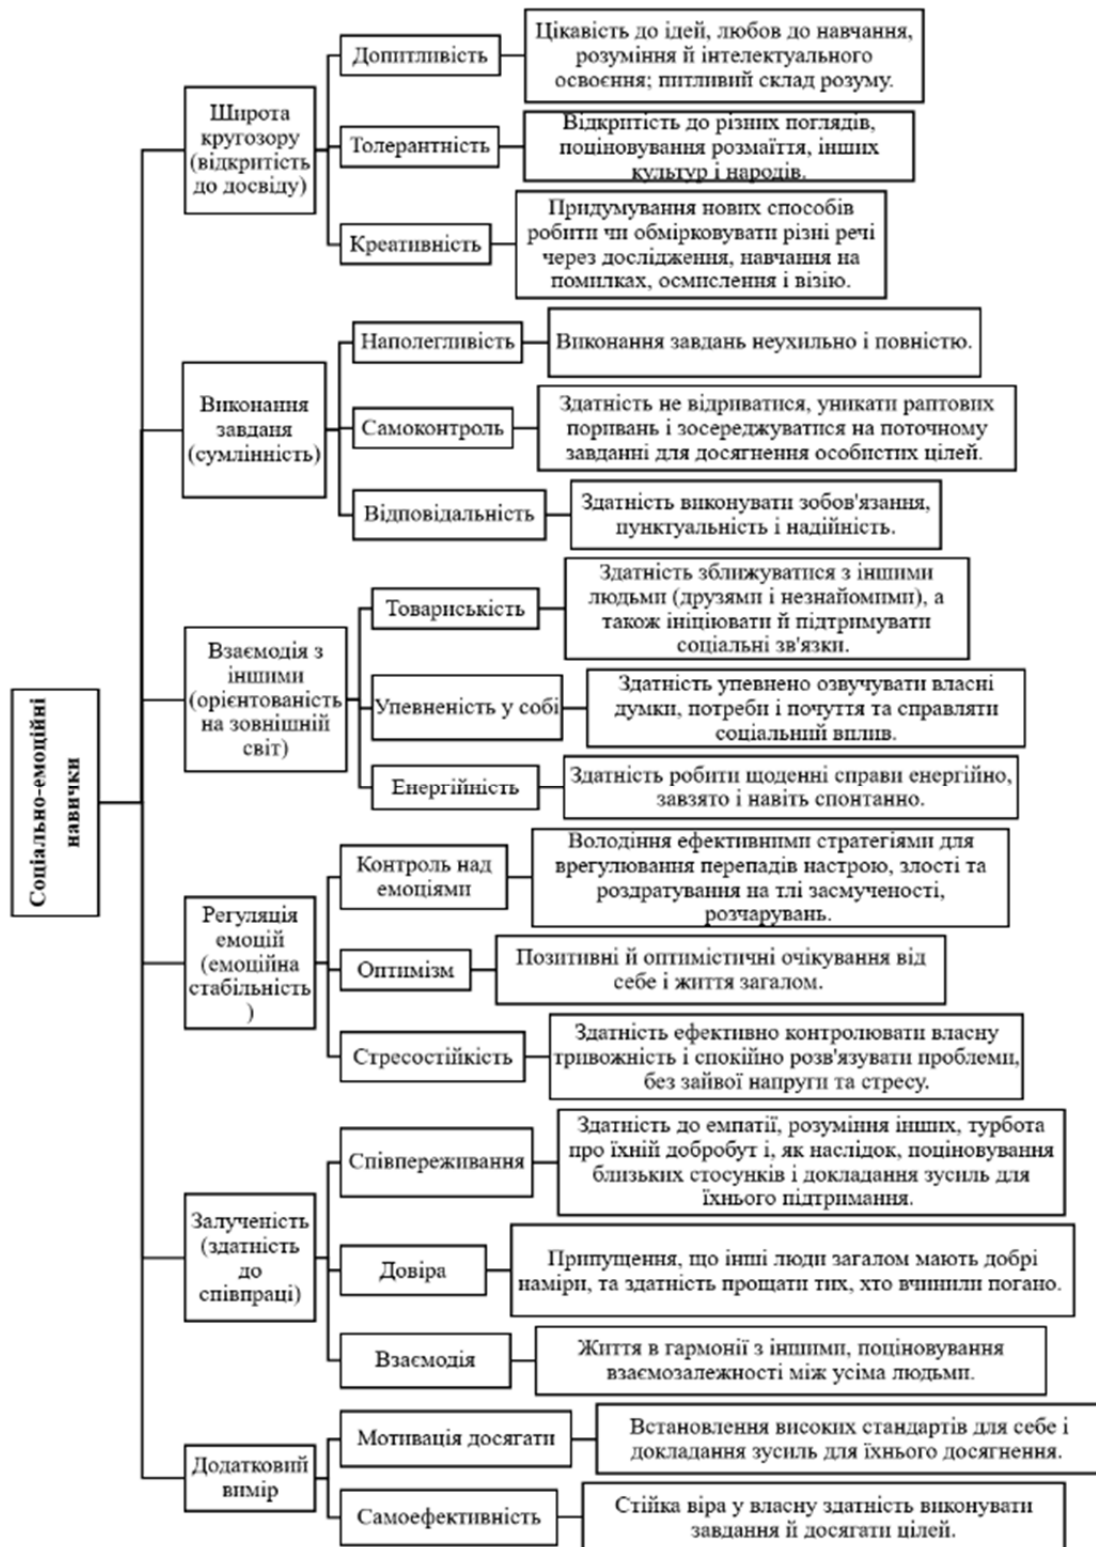 Соціально-емоційні
навички
Широта
кругозору
(відкритість
до досвіду)
Допитливість
Цікавість до ідей, любов до навчання,
розуміння й інтелектуального
освоєння; питливий склад розуму.
Толерантність
Відкритість до різних поглядів,
поціновування розмаїття, інших
культур і народів.
Креативність
Придумування нових способів
робити чи обмірковувати різні речі
через дослідження, навчання на
помилках, осмислення і візію.
Виконання
завданя
(сумлінність)
Наполегливість
Виконання завдань неухильно і повністю.
Самоконтроль
Здатність не відриватися, уникати раптових
поривань і зосереджуватися на поточному
завданні для досягнення особистих цілей.
Відповідальність
Здатність виконувати зобов'язання,
пунктуальність і надійність.
Взаємодія з
іншими
(орієнтованість
на зовнішній
світ)
Товариськість
Здатність зближуватися з іншими
людьми (друзями і незнайомими), а
також ініціювати й підтримувати
соціальні зв'язки.
Упевненість у собі
Здатність упевнено озвучувати власні
думки, потреби і почуття та справляти
соціальний вплив.
Енергійність
Здатність робити щоденні справи енергійно,
завзято і навіть спонтанно.
Регуляція
емоцій
(емоційна
стабільність
)
Контроль над
емоціями
Володіння ефективними стратегіями для
врегулювання перепадів настрою, злості та
роздратування на тлі засмученості,
розчарувань.
Оптимізм
Позитивні й оптимістичні очікування від
себе і життя загалом.
Стресостійкість
Здатність ефективно контролювати власну
тривожність і спокійно розв'язувати проблеми,
без зайвої напруги та стресу.
Залученість
(здатність
до
співпраці)
Співпереживання
Здатність до емпатії, розуміння інших, турбота
про їхній добробут і, як наслідок, поціновування
близьких стосунків і докладання зусиль для
їхнього підтримання.
Довіра
Припущення, що інші люди загалом мають добрі
наміри, та здатність прощати тих, хто вчинили погано.
Взаємодія
Життя в гармонії з іншими, поціновування
взаємозалежності між усіма людьми.
Додатковий
вимір
Мотивація досягати
Встановлення високих стандартів для себе і
докладання зусиль для їхнього досягнення.
Самоефективність
Стійка віра у власну здатність виконувати
завдання й досягати цілей.